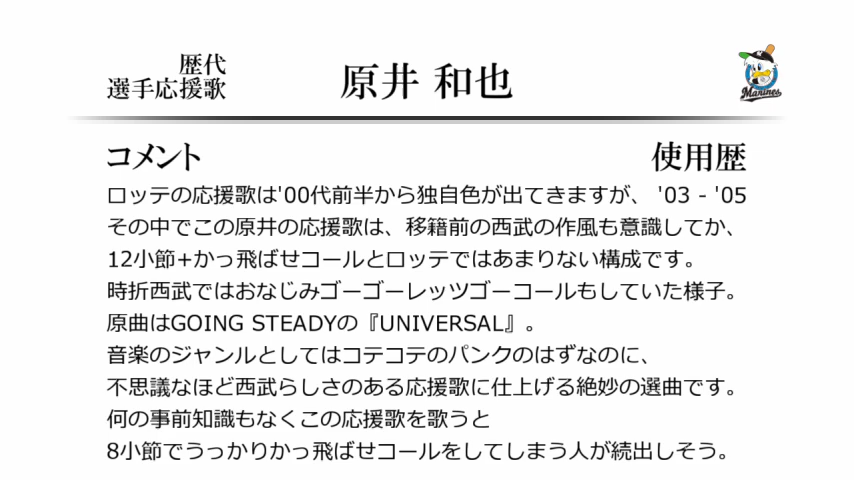 歴代
選手応援歌
原井 和也
Marines
コメント
使用歴
ロッテの応援歌は'00代前半から独自色が出てきますが、 '03 - '05
その中でこの原井の応援歌は、移籍前の西武の作風も意識してか、
12小節+かっ飛ばせコールとロッテではあまりない構成です。
時折西武ではおなじみゴーゴーレッツゴーコールもしていた様子。
原曲はGOING STEADYの『UNIVERSAL』。
音楽のジャンルとしてはコテコテのパンクのはずなのに、
不思議なほど西武らしさのある応援歌に仕上げる絶妙の選曲です。
何の事前知識もなくこの応援歌を歌うと
8小節でうっかりかっ飛ばせコールをしてしまう人が続出しそう。